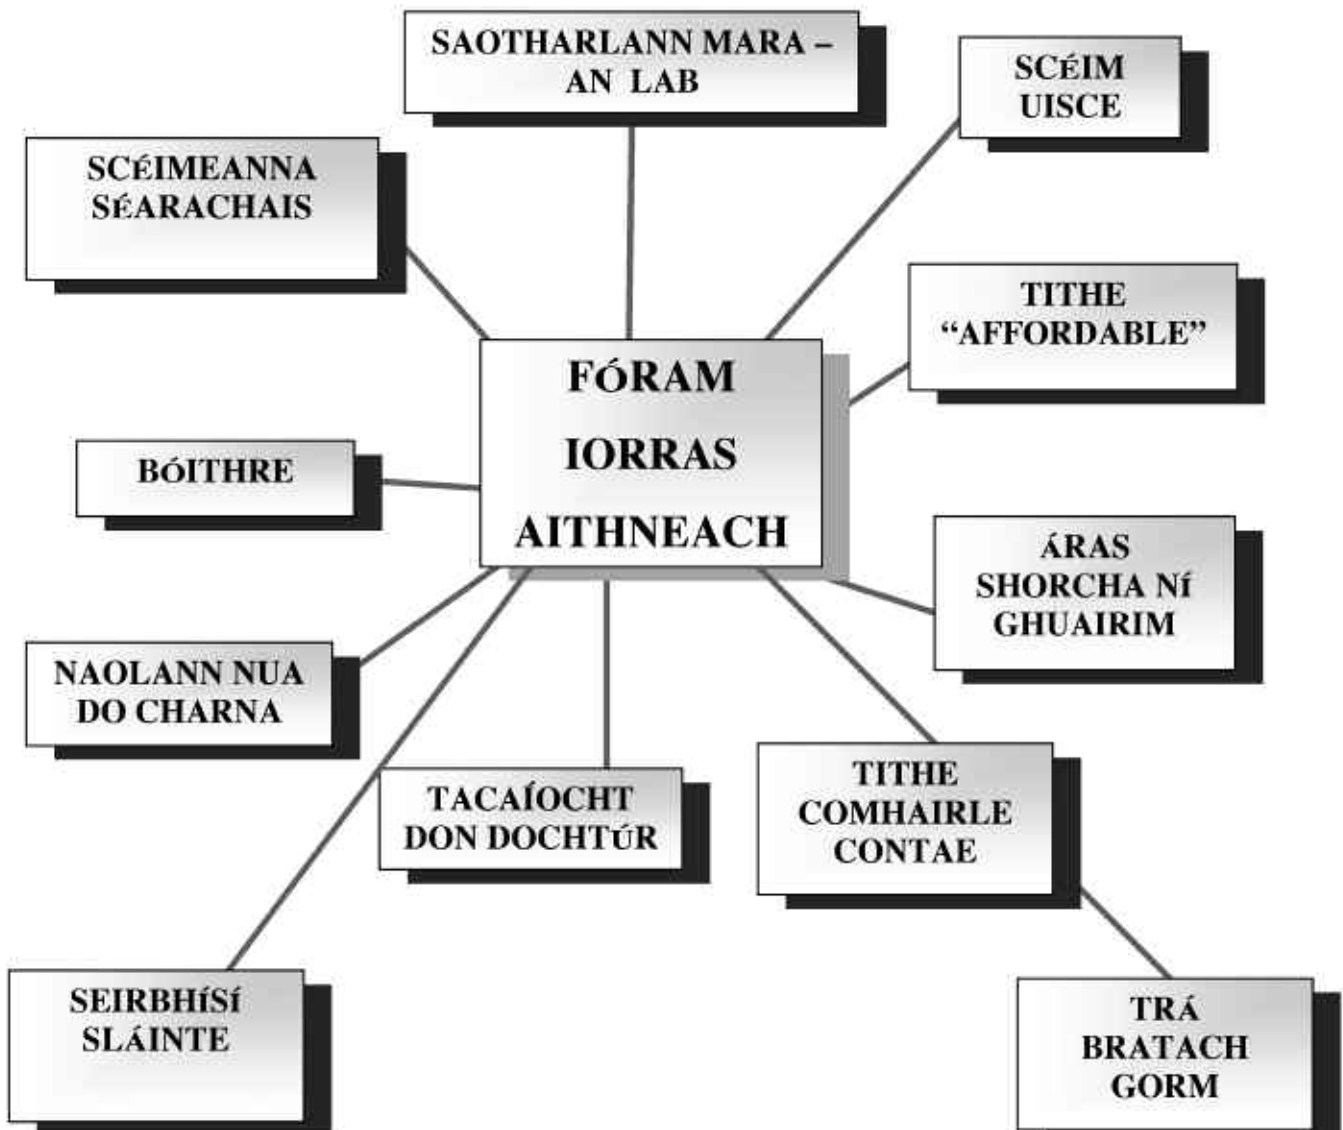 SAOTHARLANN MARA –
AN LAB
SCÉIM
UISCE
SCÉIMEANNA
SÉARACHAIS
TITHE
“AFFORDABLE”
FÓRAM
IORRAS
AITHNEACH
BÓITHRE
ÁRAS
SHORCHA NÍ
GHUAIRIM
NAOLANN NUA
DO CHARNA
TACAÍOCHT
DON DOCHTÚR
TITHE
COMHAIRLE
CONTAE
SEIRBHÍSÍ
SLÁINTE
TRÁ
BRATACH
GORM